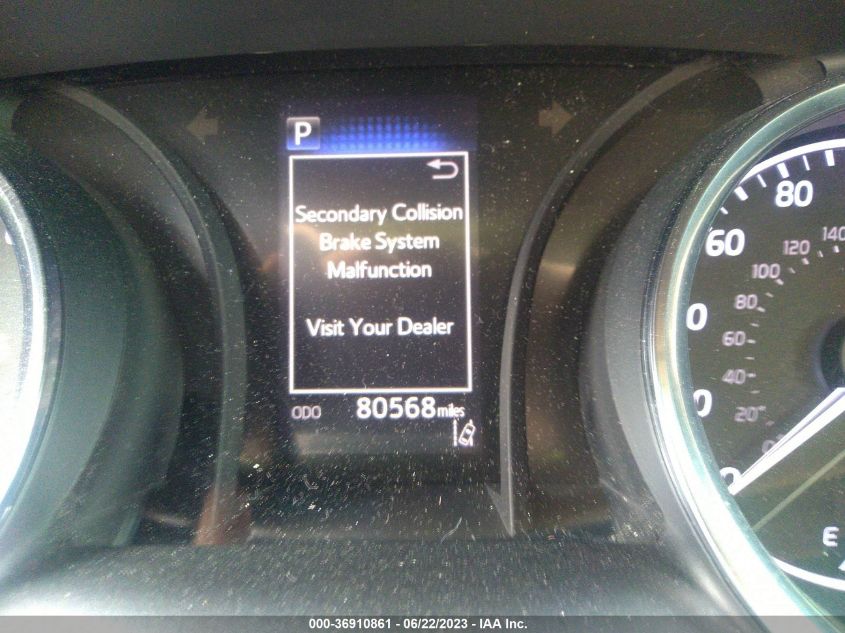 P
Secondary Collision
Brake System
Malfunction
Visit Your Dealer
ODO 80568 miles
80
60
140
120
100
80
60
40
20
0
E
000-36910861 - 06/22/2023 - IAA Inc.